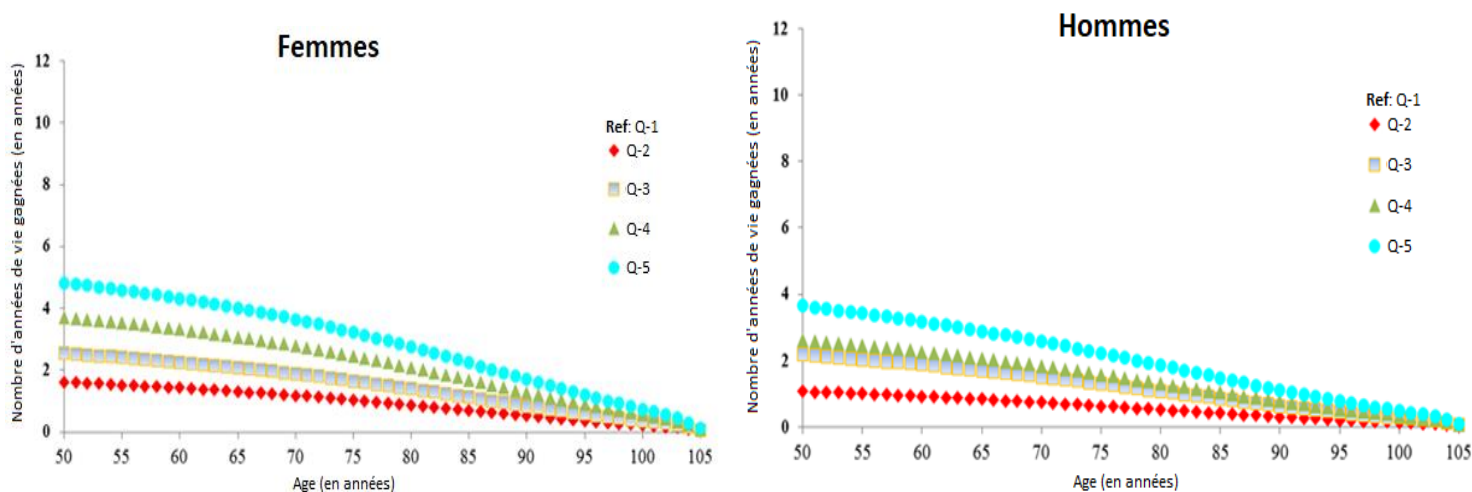 Femmes
Nombre d'années de vie gagnées (en années)
12
10
8
6
4
2
0
Ref: Q-1
Q-2
Q-3
Q-4
Q-5
50 55 60 65 70 75 80 85 90 95 100 105
Age (en années)
Hommes
Nombre d'années de vie gagnées (en années)
12
10
8
6
4
2
0
Ref: Q-1
Q-2
Q-3
Q-4
Q-5
50 55 60 65 70 75 80 85 90 95 100 105
Age (en années)